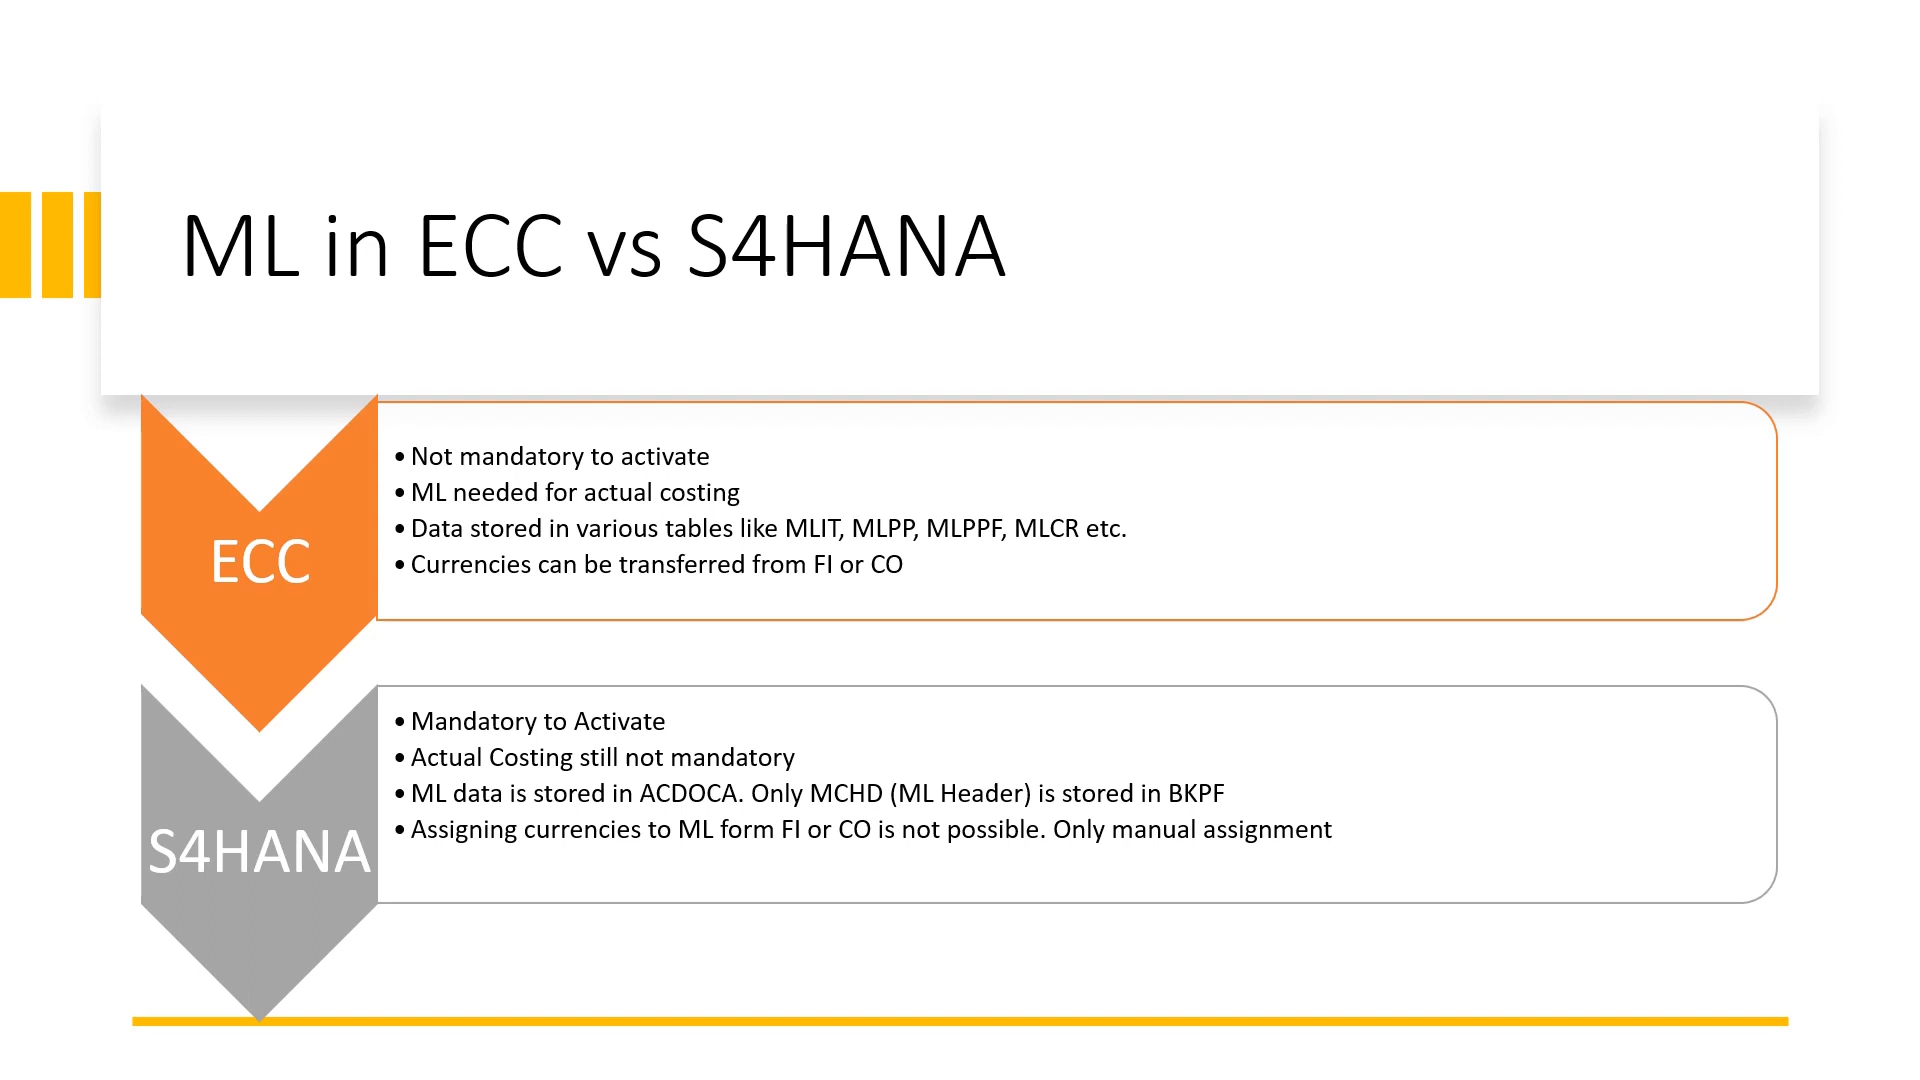 ML in ECC vs S4HANA
ECC
• Not mandatory to activate
• ML needed for actual costing
• Data stored in various tables like MLIT, MLPP, MLPPF, MLCR etc.
• Currencies can be transferred from FI or CO
S4HANA
• Mandatory to Activate
• Actual Costing still not mandatory
• ML data is stored in ACDOCA. Only MCHD (ML Header) is stored in BKPF
• Assigning currencies to ML form FI or CO is not possible. Only manual assignment